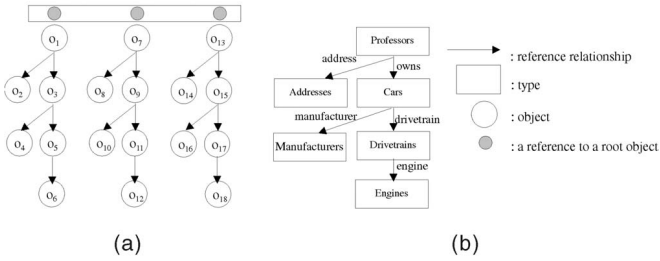 o1 o7 o13
o2 o3 o8 o9 o14 o15
o4 o5 o10 o11 o16 o17
o6 o12 o18
(a)
Professors
address owns
Addresses Cars
manufacturer drivetrain
Manufacturers Drivetrains
engine
Engines
(b)
: reference relationship
: type
: object
: a reference to a root object